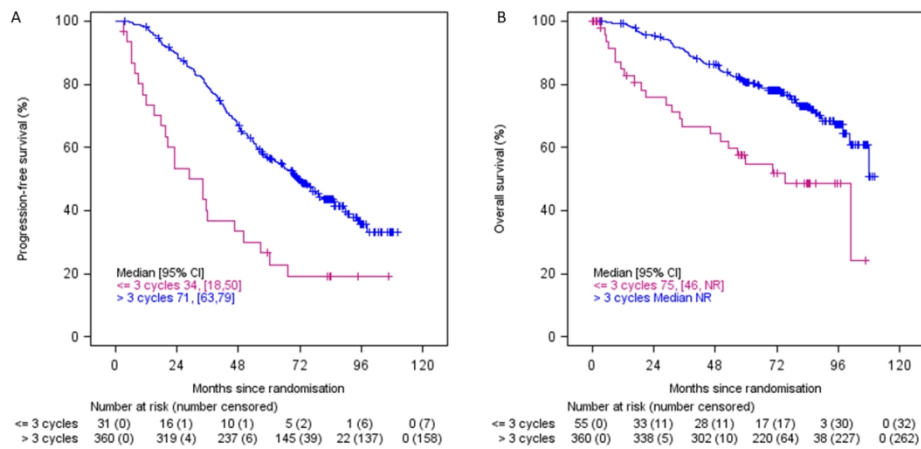 A
Progression-free survival (%)
100
80
60
40
20
0
Median [95% CI]
<= 3 cycles 34, [18,50]
> 3 cycles 71, [63,79]
0 24 48 72 96 120
Months since randomisation
Number at risk (number censored)
<= 3 cycles 31 (0) 16 (1) 10 (1) 5 (2) 1 (6) 0 (7)
> 3 cycles 360 (0) 319 (4) 237 (6) 145 (39) 22 (137) 0 (158)
B
Overall survival (%)
100
80
60
40
20
0
Median [95% CI]
<= 3 cycles 75, [46, NR]
> 3 cycles Median NR
0 24 48 72 96 120
Months since randomisation
Number at risk (number censored)
<= 3 cycles 55 (0) 33 (11) 28 (11) 17 (17) 3 (30) 0 (32)
> 3 cycles 360 (0) 338 (5) 302 (10) 220 (64) 38 (227) 0 (262)